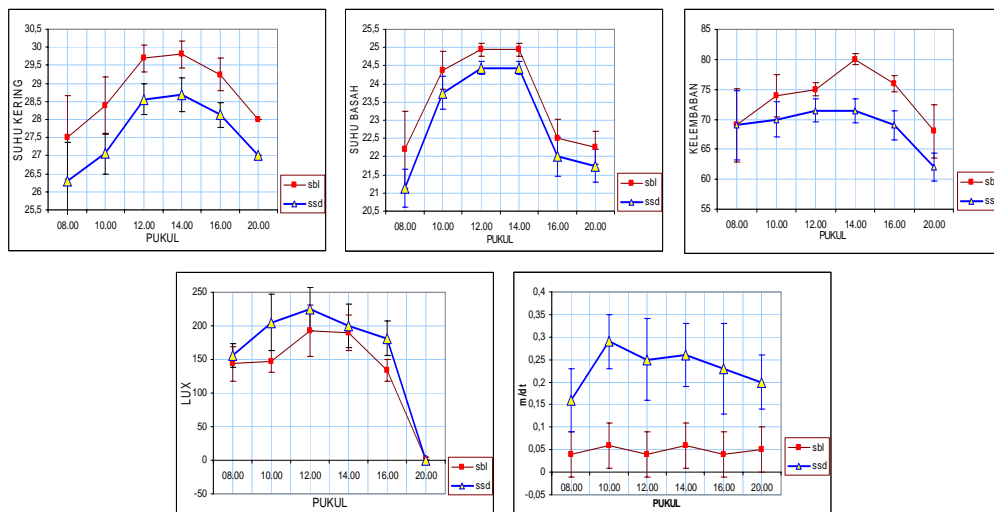 SUHU KERING
30,5
30
29,5
29
28,5
28
27,5
27
26,5
26
25,5
08.00 10.00 12.00 14.00 16.00 20.00
PUKUL
sbl
ssd
SUHU BASAH
25,5
25
24,5
24
23,5
23
22,5
22
21,5
21
20,5
08.00 10.00 12.00 14.00 16.00 20.00
PUKUL
sbl
ssd
KELEMBABAN
85
80
75
70
65
60
55
08.00 10.00 12.00 14.00 16.00 20.00
PUKUL
sbl
ssd
LUX
250
200
150
100
50
0
-50
08.00 10.00 12.00 14.00 16.00 20.00
PUKUL
sbl
ssd
m/dt
0,4
0,35
0,3
0,25
0,2
0,15
0,1
0,05
0
-0,05
08.00 10.00 12.00 14.00 16.00 20.00
PUKUL
sbl
ssd